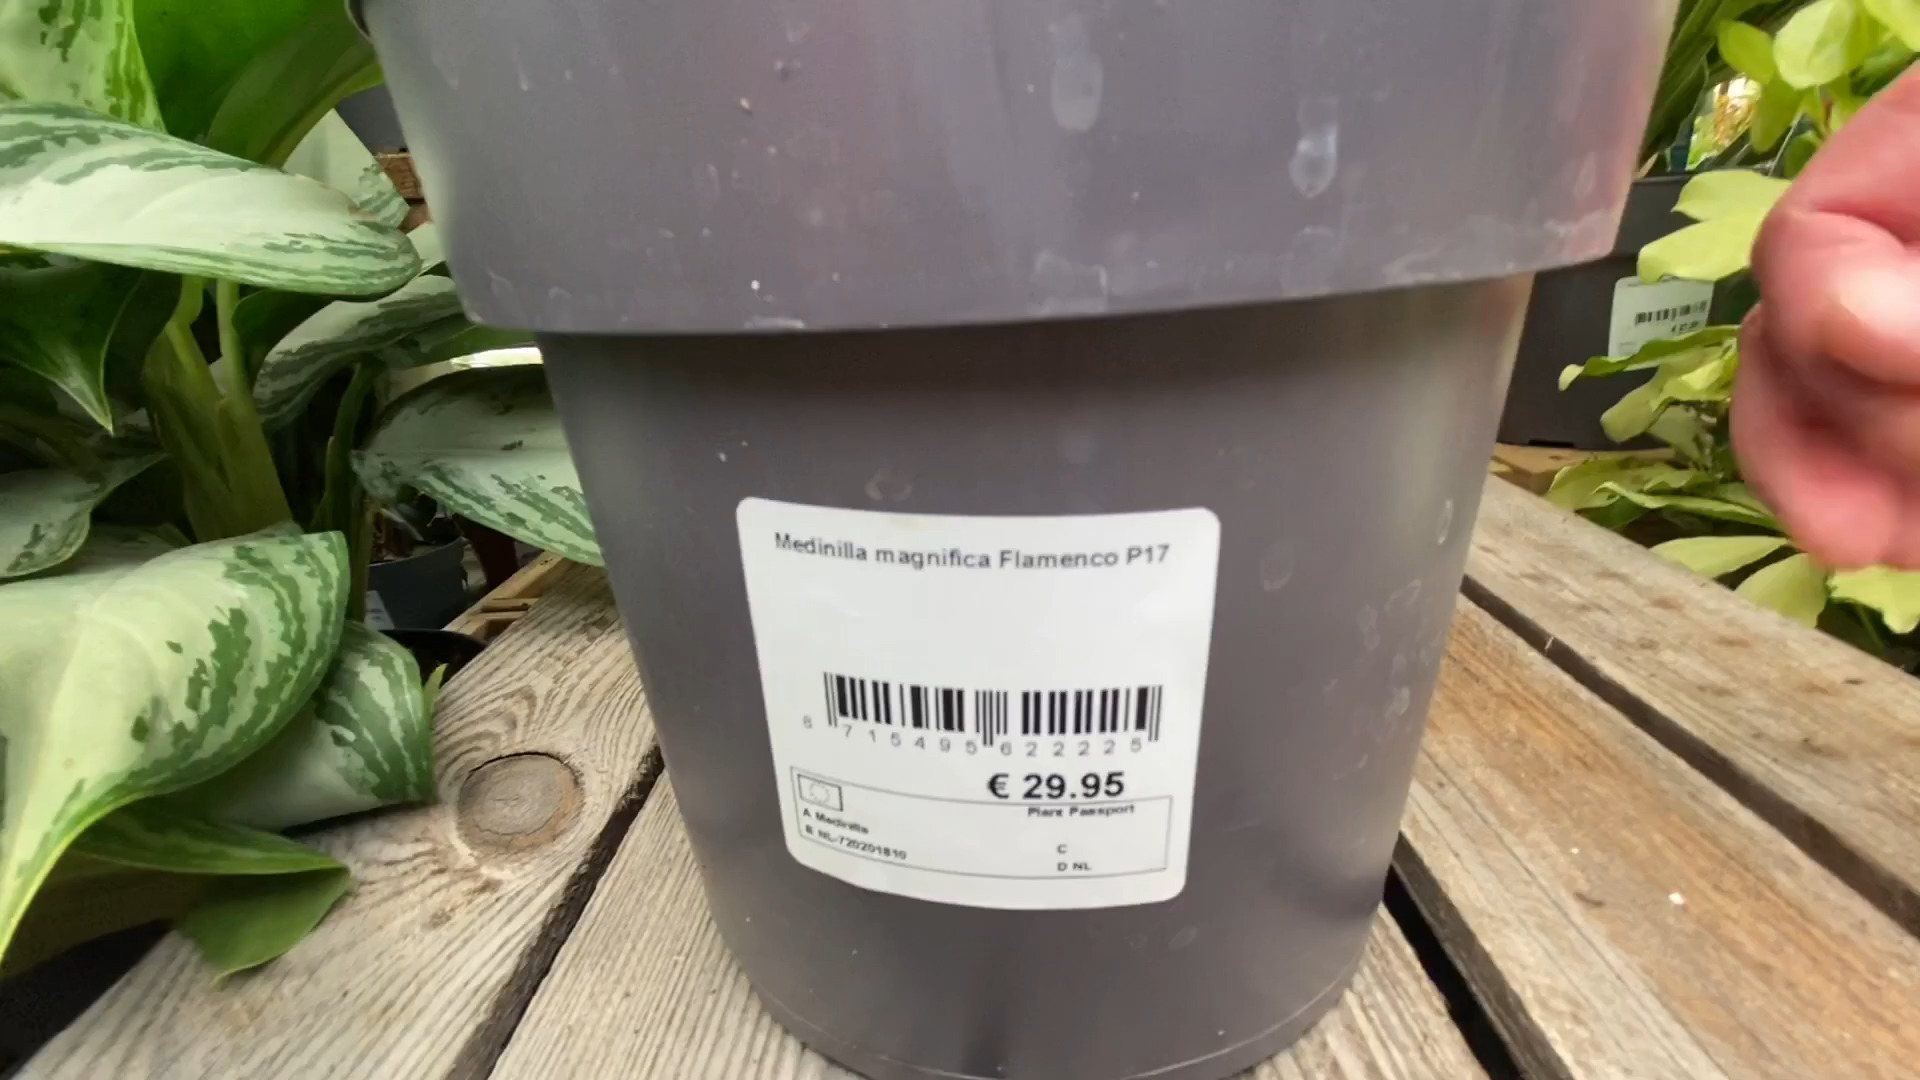 Medinilla magnifica Flamenco P17
8 715495 622225
€ 29.95
Plant Passport
A Medinilla
B NL-720201810
C
D NL